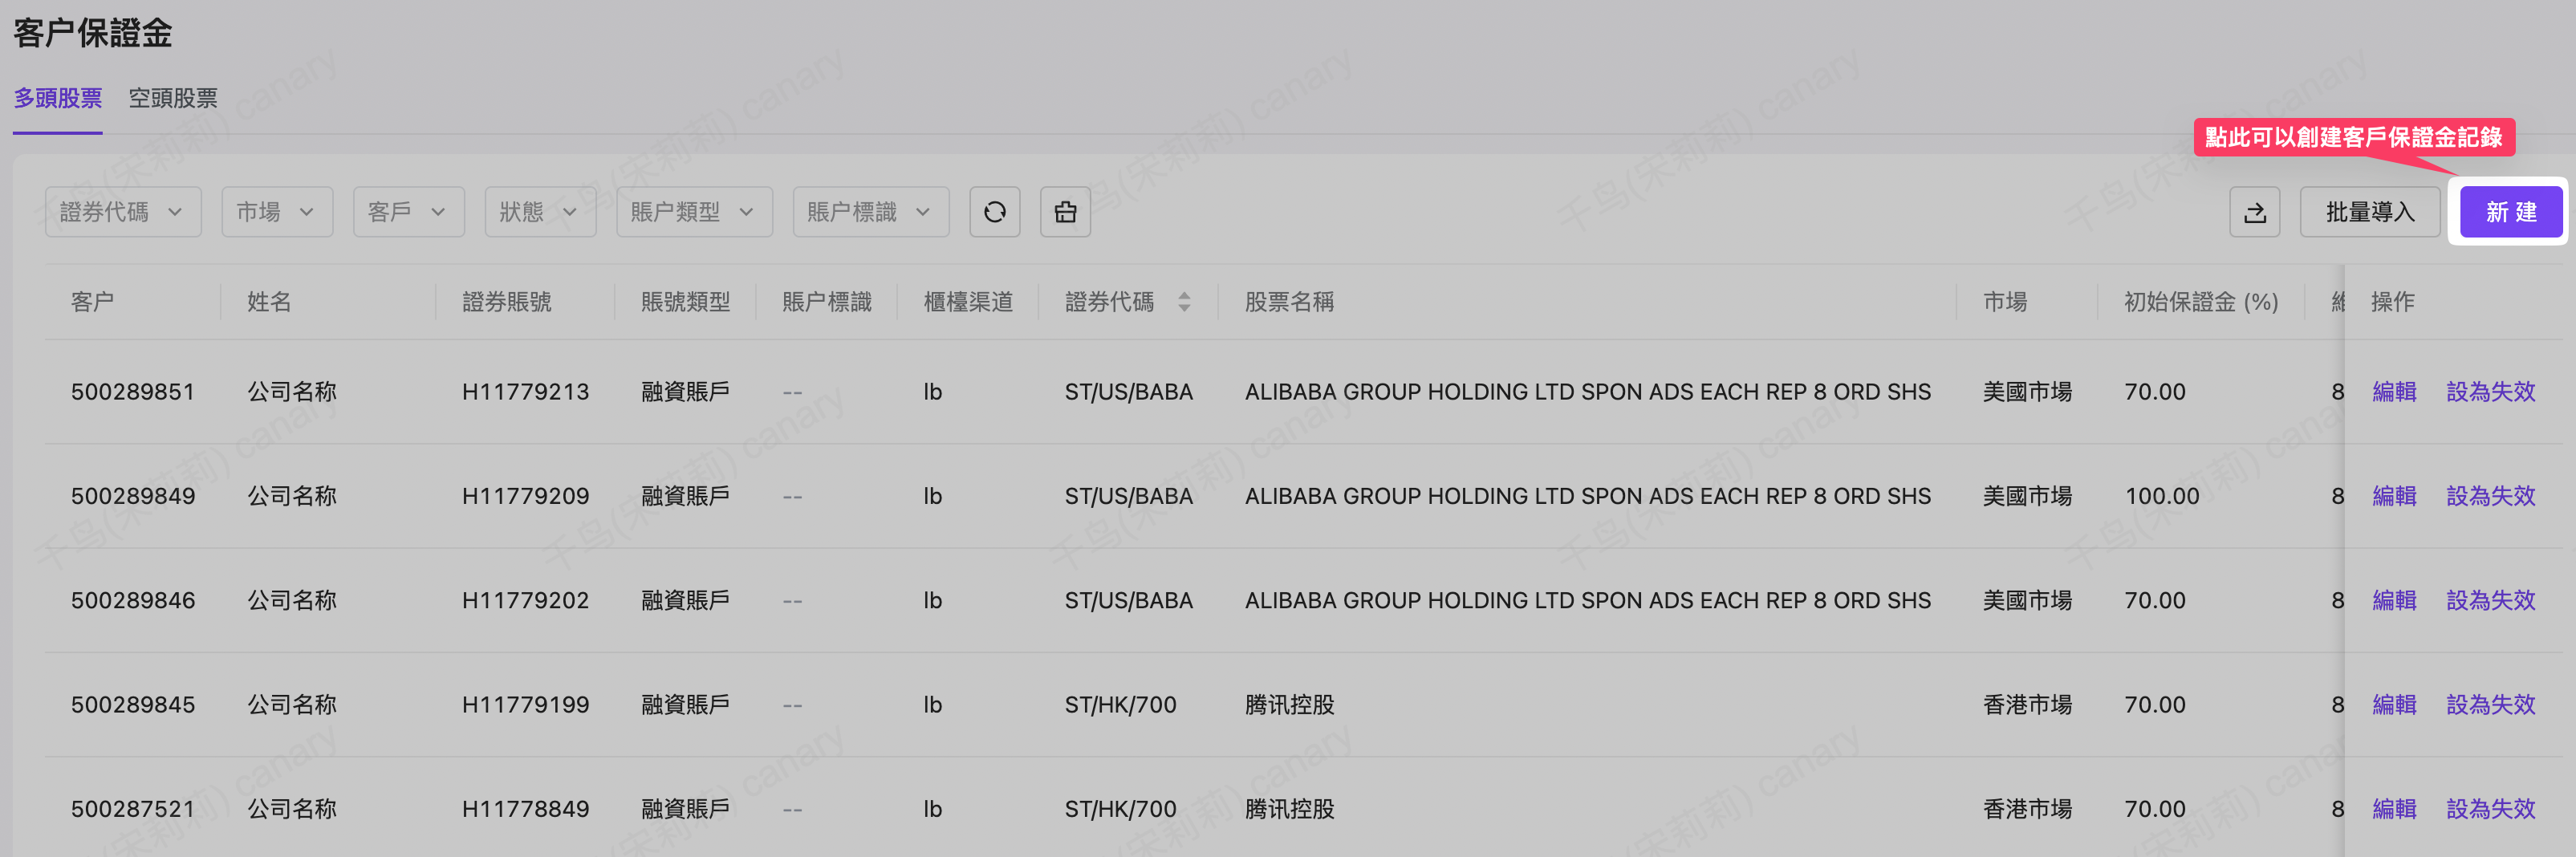 客户保證金
多頭股票 空頭股票
點此可以創建客戶保證金記錄
證券代碼 市場 客戶 狀態 賬户類型 賬户標識 批量導入 新 建
客户 姓名 證券賬號 賬號類型 賬户標識 櫃檯渠道 證券代碼 股票名稱 市場 初始保證金 (%) 操作
500289851 公司名称 H11779213 融資賬戶 -- lb ST/US/BABA ALIBABA GROUP HOLDING LTD SPON ADS EACH REP 8 ORD SHS 美國市場 70.00 8 編輯 設為失效
500289849 公司名称 H11779209 融資賬戶 -- lb ST/US/BABA ALIBABA GROUP HOLDING LTD SPON ADS EACH REP 8 ORD SHS 美國市場 100.00 8 編輯 設為失效
500289846 公司名称 H11779202 融資賬戶 -- lb ST/US/BABA ALIBABA GROUP HOLDING LTD SPON ADS EACH REP 8 ORD SHS 美國市場 70.00 8 編輯 設為失效
500289845 公司名称 H11779199 融資賬戶 -- lb ST/HK/700 腾讯控股 香港市場 70.00 8 編輯 設為失效
500287521 公司名称 H11778849 融資賬戶 -- lb ST/HK/700 腾讯控股 香港市場 70.00 8 編輯 設為失效
千鸟(宋莉莉) canary